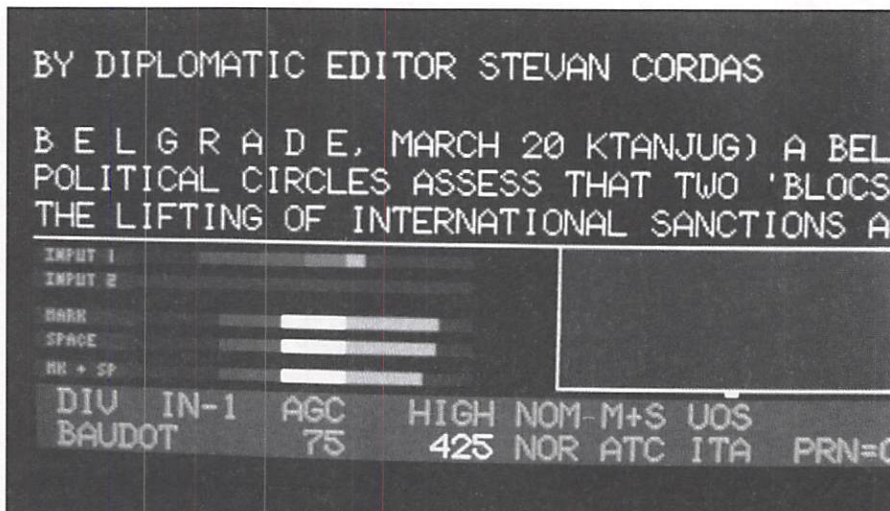 BY DIPLOMATIC EDITOR STEVAN CORDAS
B E L G R A D E, MARCH 20 KTANJUG) A BEL
POLITICAL CIRCLES ASSESS THAT TWO 'BLOCS
THE LIFTING OF INTERNATIONAL SANCTIONS A
INPUT 1
INPUT 2
MARK
SPACE
MK + SP
DIV IN-1 AGC HIGH NOM-M+S VOS
BAUDOT 75 425 NOR ATC ITA PRN=